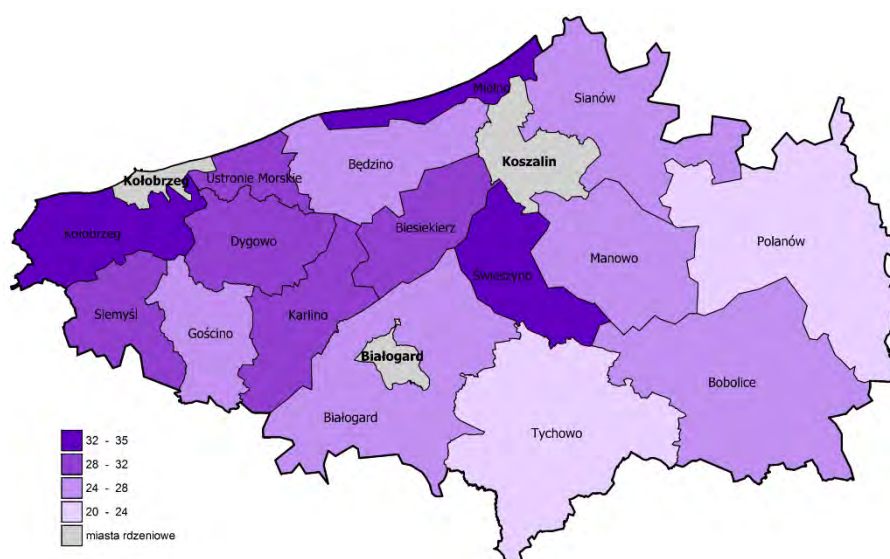 Mielno
Sianów
Koszalin
Będzino
Kołobrzeg
Ustronie Morskie
Kołobrzeg
Dygowo
Biesiekierz
Polanów
Manowo
Świeszyno
Siemyśl
Gościno
Karlino
Białogard
Białogard
Bobolice
Tychowo
32 - 35
28 - 32
24 - 28
20 - 24
miasta rdzeniowe